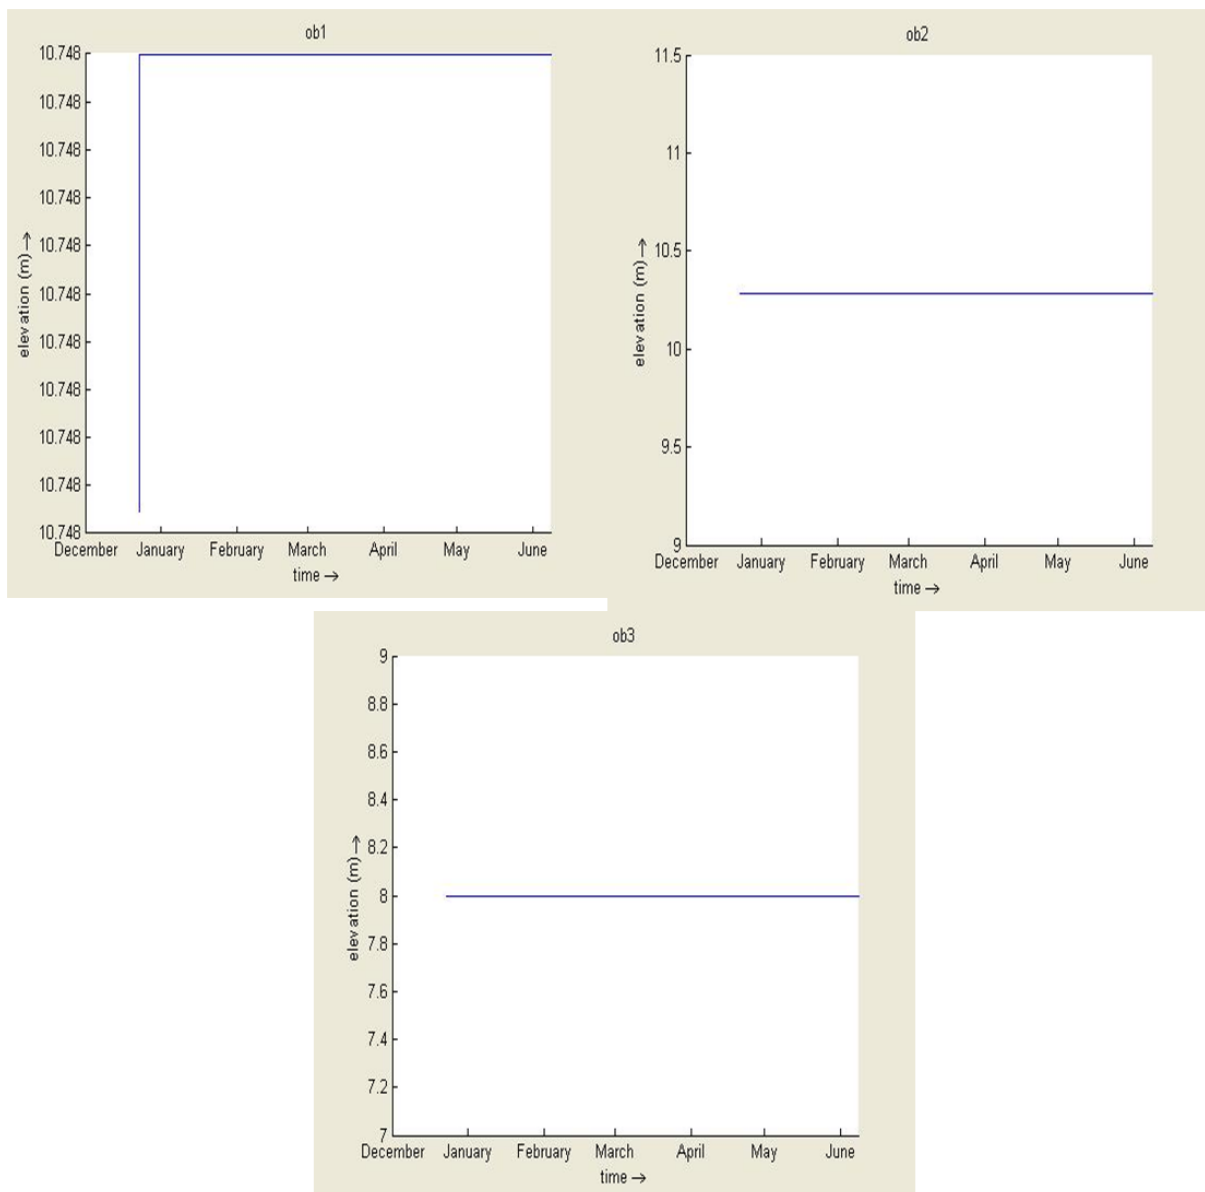 ob1
10.748
10.748
10.748
10.748
10.748
10.748
10.748
10.748
10.748
10.748
10.748
elevation (m)→
December January February March April May June
time →
ob2
11.5
11
10.5
10
9.5
9
elevation (m)→
December January February March April May June
time →
ob3
9
8.8
8.6
8.4
8.2
8
7.8
7.6
7.4
7.2
7
elevation (m)→
December January February March April May June
time →